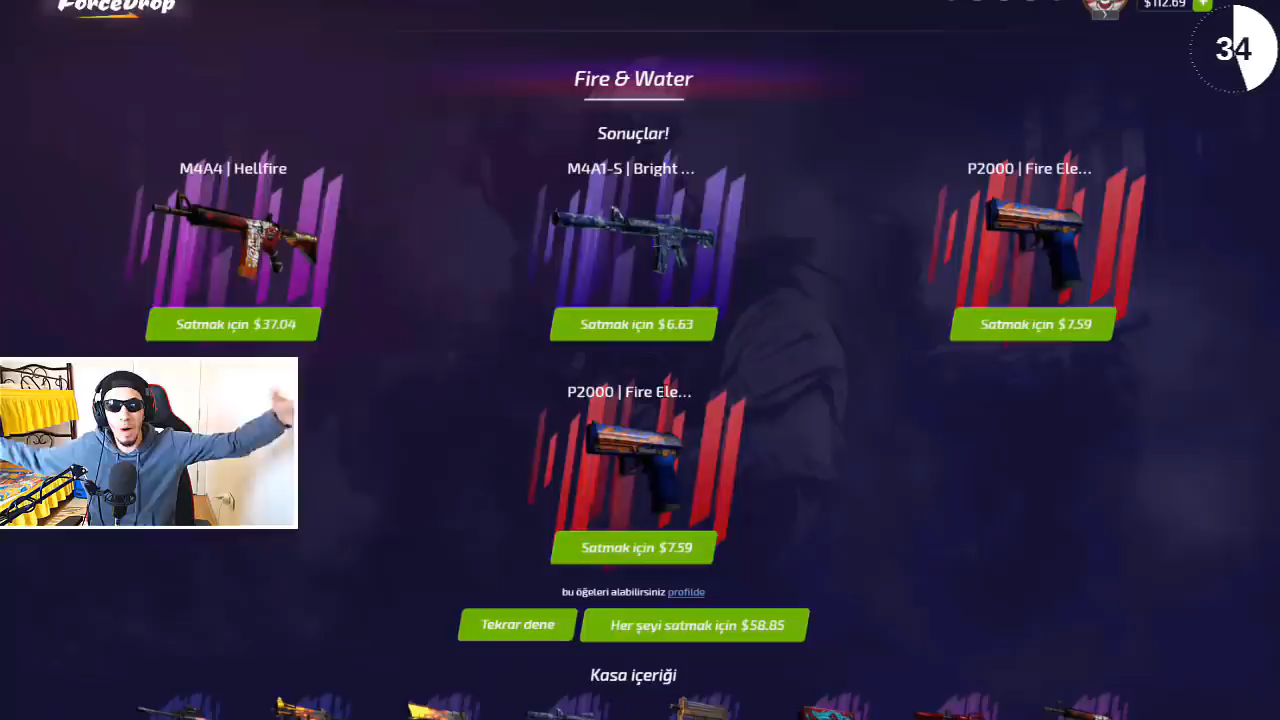 ForceDrop
$112.69 +
34
Fire & Water
Sonuçlar!
M4A4 | Hellfire
M4A1-S | Bright ...
P2000 | Fire Ele...
Satmak için $37.04
Satmak için $6.63
Satmak için $7.59
P2000 | Fire Ele...
Satmak için $7.59
bu öğeleri alabilirsiniz profilde
Tekrar dene
Her şeyi satmak için $58.85
Kasa içeriği